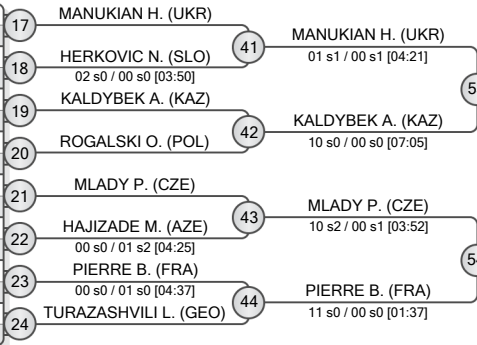 17
MANUKIAN H. (UKR)
18
HERKOVIC N. (SLO)
02 s0 / 00 s0 [03:50]
41
MANUKIAN H. (UKR)
01 s1 / 00 s1 [04:21]
19
KALDYBEK A. (KAZ)
20
ROGALSKI O. (POL)
42
KALDYBEK A. (KAZ)
10 s0 / 00 s0 [07:05]
21
MLADY P. (CZE)
22
HAJIZADE M. (AZE)
00 s0 / 01 s2 [04:25]
43
MLADY P. (CZE)
10 s2 / 00 s1 [03:52]
23
PIERRE B. (FRA)
00 s0 / 01 s0 [04:37]
24
TURAZASHVILI L. (GEO)
44
PIERRE B. (FRA)
11 s0 / 00 s0 [01:37]